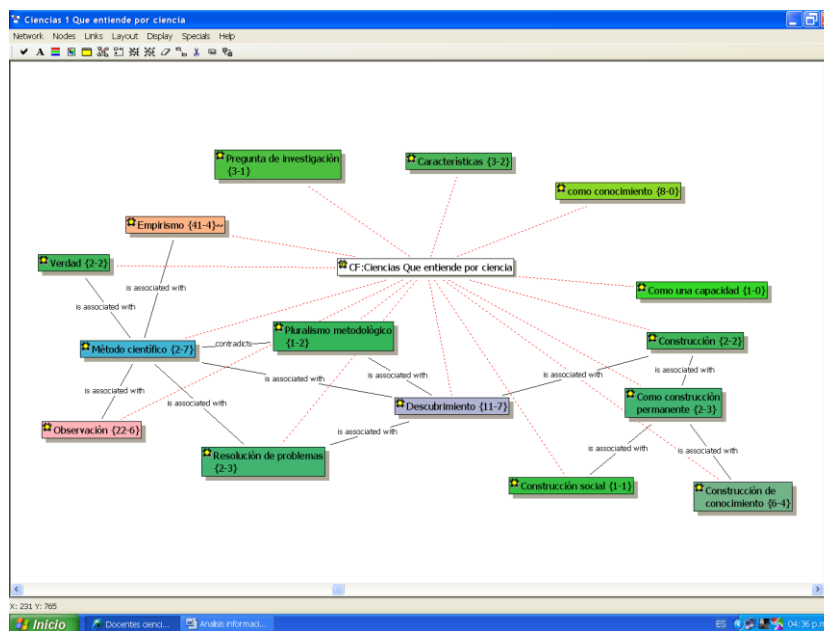 Ciencias 1 Que entiende por ciencia
Network Nodes Links Layout Display Specials Help
Pregunta de investigación
{3-1}
Características {3-2}
como conocimiento {8-0}
Empirismo {41-4}~
Verdad {2-2}
CF:Ciencias Que entiende por ciencia
is associated with
Como una capacidad {1-0}
is associated with
Pluralismo metodológico
{1-2}
Método científico {2-7}
contradicts
Construcción {2-2}
is associated with
is associated with
is associated with
is associated with
is associated with
is associated with
Como construcción
permanente {2-3}
is associated with
Descubrimiento {11-7}
Observación {22-6}
is associated with
Resolución de problemas
{2-3}
is associated with
is associated with
Construcción social {1-1}
Construcción de
conocimiento {6-4}
X: 231 Y: 765
Inicio
Docentes cienci...
Analisis informaci...
ES
04:36 p.m